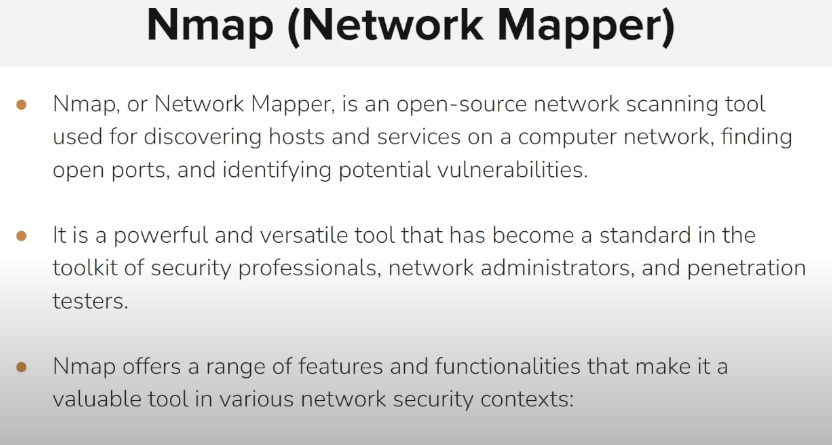 Nmap (Network Mapper)
Nmap, or Network Mapper, is an open-source network scanning tool
used for discovering hosts and services on a computer network, finding
open ports, and identifying potential vulnerabilities.
It is a powerful and versatile tool that has become a standard in the
toolkit of security professionals, network administrators, and penetration
testers.
Nmap offers a range of features and functionalities that make it a
valuable tool in various network security contexts: